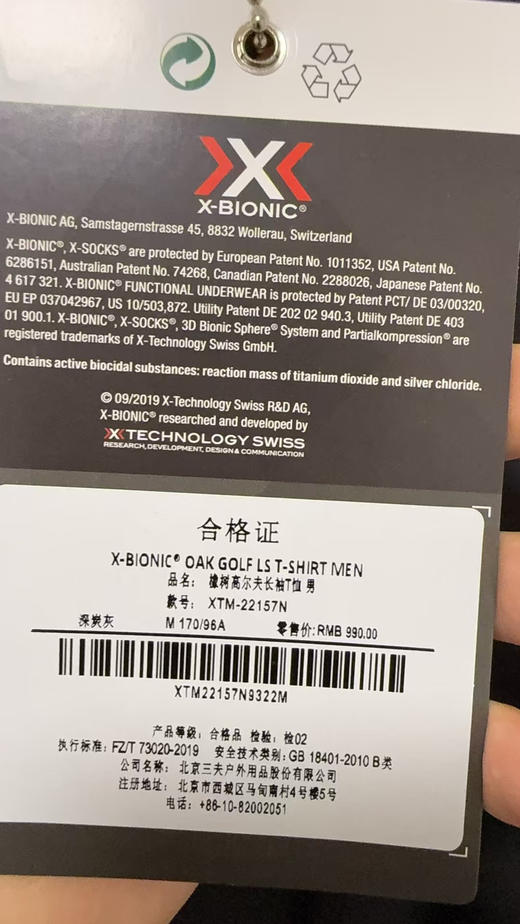 X-BIONIC®
X-BIONIC AG, Samstagernstrasse 45, 8832 Wollerau, Switzerland
X-BIONIC®, X-SOCKS® are protected by European Patent No. 1011352, USA Patent No.
6286151, Australian Patent No. 74268, Canadian Patent No. 2288026, Japanese Patent No.
4 617 321. X-BIONIC® FUNCTIONAL UNDERWEAR is protected by Patent PCT/ DE 03/00320,
EU EP 037042967, US 10/503,872. Utility Patent DE 202 02 940.3, Utility Patent DE 403
01 900.1. X-BIONIC®, X-SOCKS®, 3D Bionic Sphere® System and Partialkompression® are
registered trademarks of X-Technology Swiss GmbH.
Contains active biocidal substances: reaction mass of titanium dioxide and silver chloride.
© 09/2019 X-Technology Swiss R&D AG,
X-BIONIC® researched and developed by
X TECHNOLOGY SWISS
RESEARCH, DEVELOPMENT, DESIGN & COMMUNICATION
合格证
X-BIONIC® OAK GOLF LS T-SHIRT MEN
品名: 橡树高尔夫长袖T恤 男
款号: XTM-22157N
深炭灰 M 170/96A 零售价:RMB 990.00
XTM22157N9322M
产品等级: 合格品 检验: 检02
执行标准: FZ/T 73020-2019 安全技术类别: GB 18401-2010 B类
公司名称: 北京三夫户外用品股份有限公司
注册地址: 北京市西城区马甸南村4号楼5号
电话: +86-10-82002051